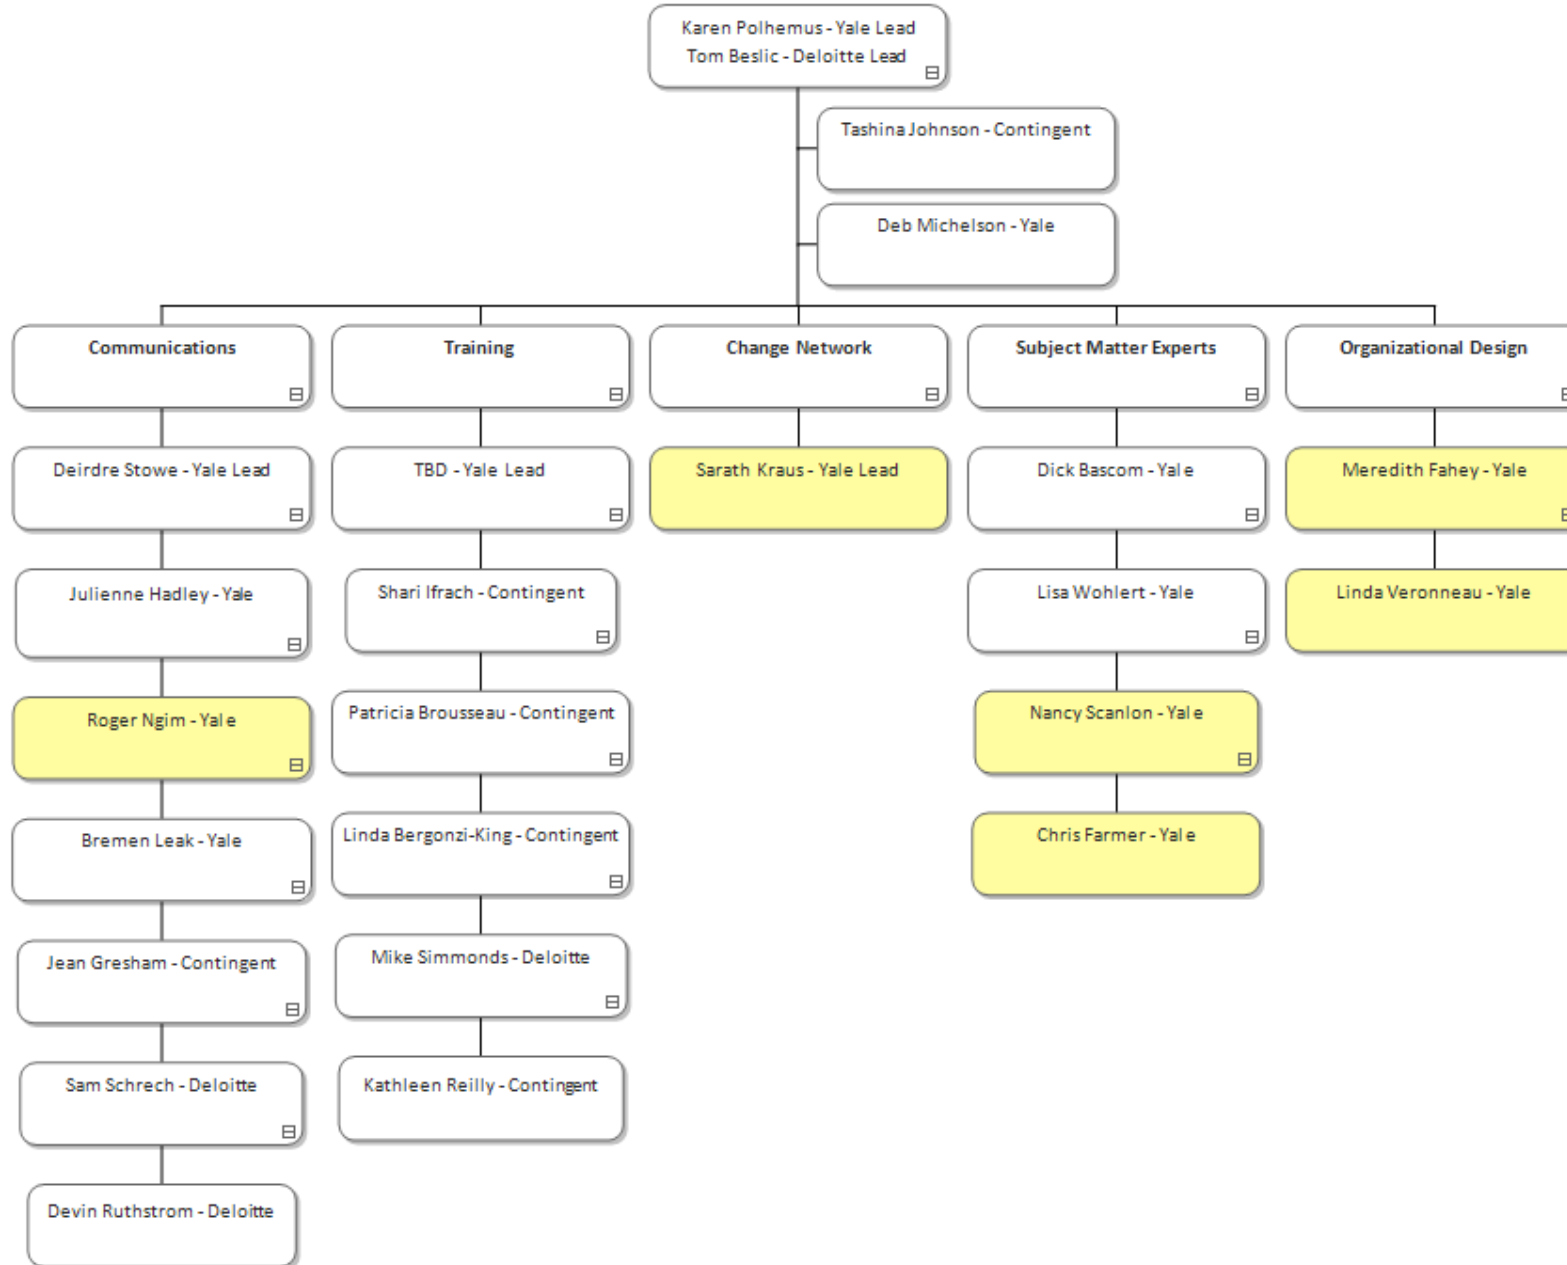 Karen Polhemus - Yale Lead
Tom Beslic - Deloitte Lead
Tashina Johnson - Contingent
Deb Michelson - Yale
Communications
Training
Change Network
Subject Matter Experts
Organizational Design
Deirdre Stowe - Yale Lead
TBD - Yale Lead
Sarath Kraus - Yale Lead
Dick Bascom - Yale
Meredith Fahey - Yale
Julienne Hadley - Yale
Shari Ifrach - Contingent
Lisa Wohlert - Yale
Linda Veronneau - Yale
Roger Ngim - Yale
Patricia Brousseau - Contingent
Nancy Scanlon - Yale
Bremen Leak - Yale
Linda Bergonzi-King - Contingent
Chris Farmer - Yale
Jean Gresham - Contingent
Mike Simmonds - Deloitte
Sam Schrech - Deloitte
Kathleen Reilly - Contingent
Devin Ruthstrom - Deloitte